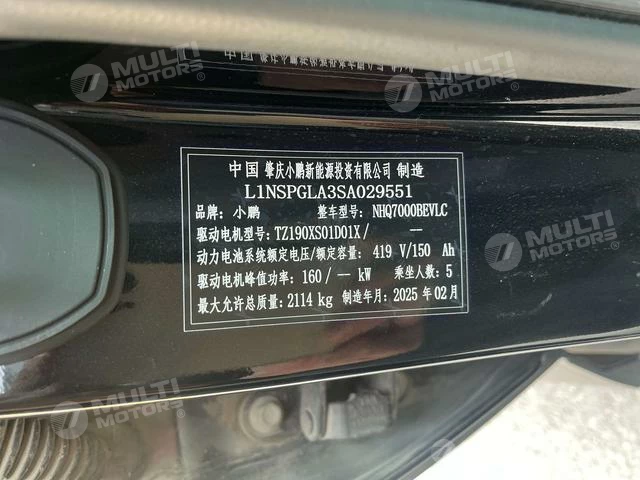 MULTI MOTORS
MULTI MOTORS
中国 肇庆小鹏新能源投资有限公司 制造
L1NSPGLA3SA029551
品牌: 小鹏 整车型号: NHQ7000BEVLC
驱动电机型号: TZ190XS01D01X/ --
动力电池系统额定电压/额定容量: 419 V/150 Ah
驱动电机峰值功率: 160/-- kW 乘坐人数: 5
最大允许总质量: 2114 kg 制造年月: 2025 年 02 月
MULTI MOTORS
MULTI MOTORS